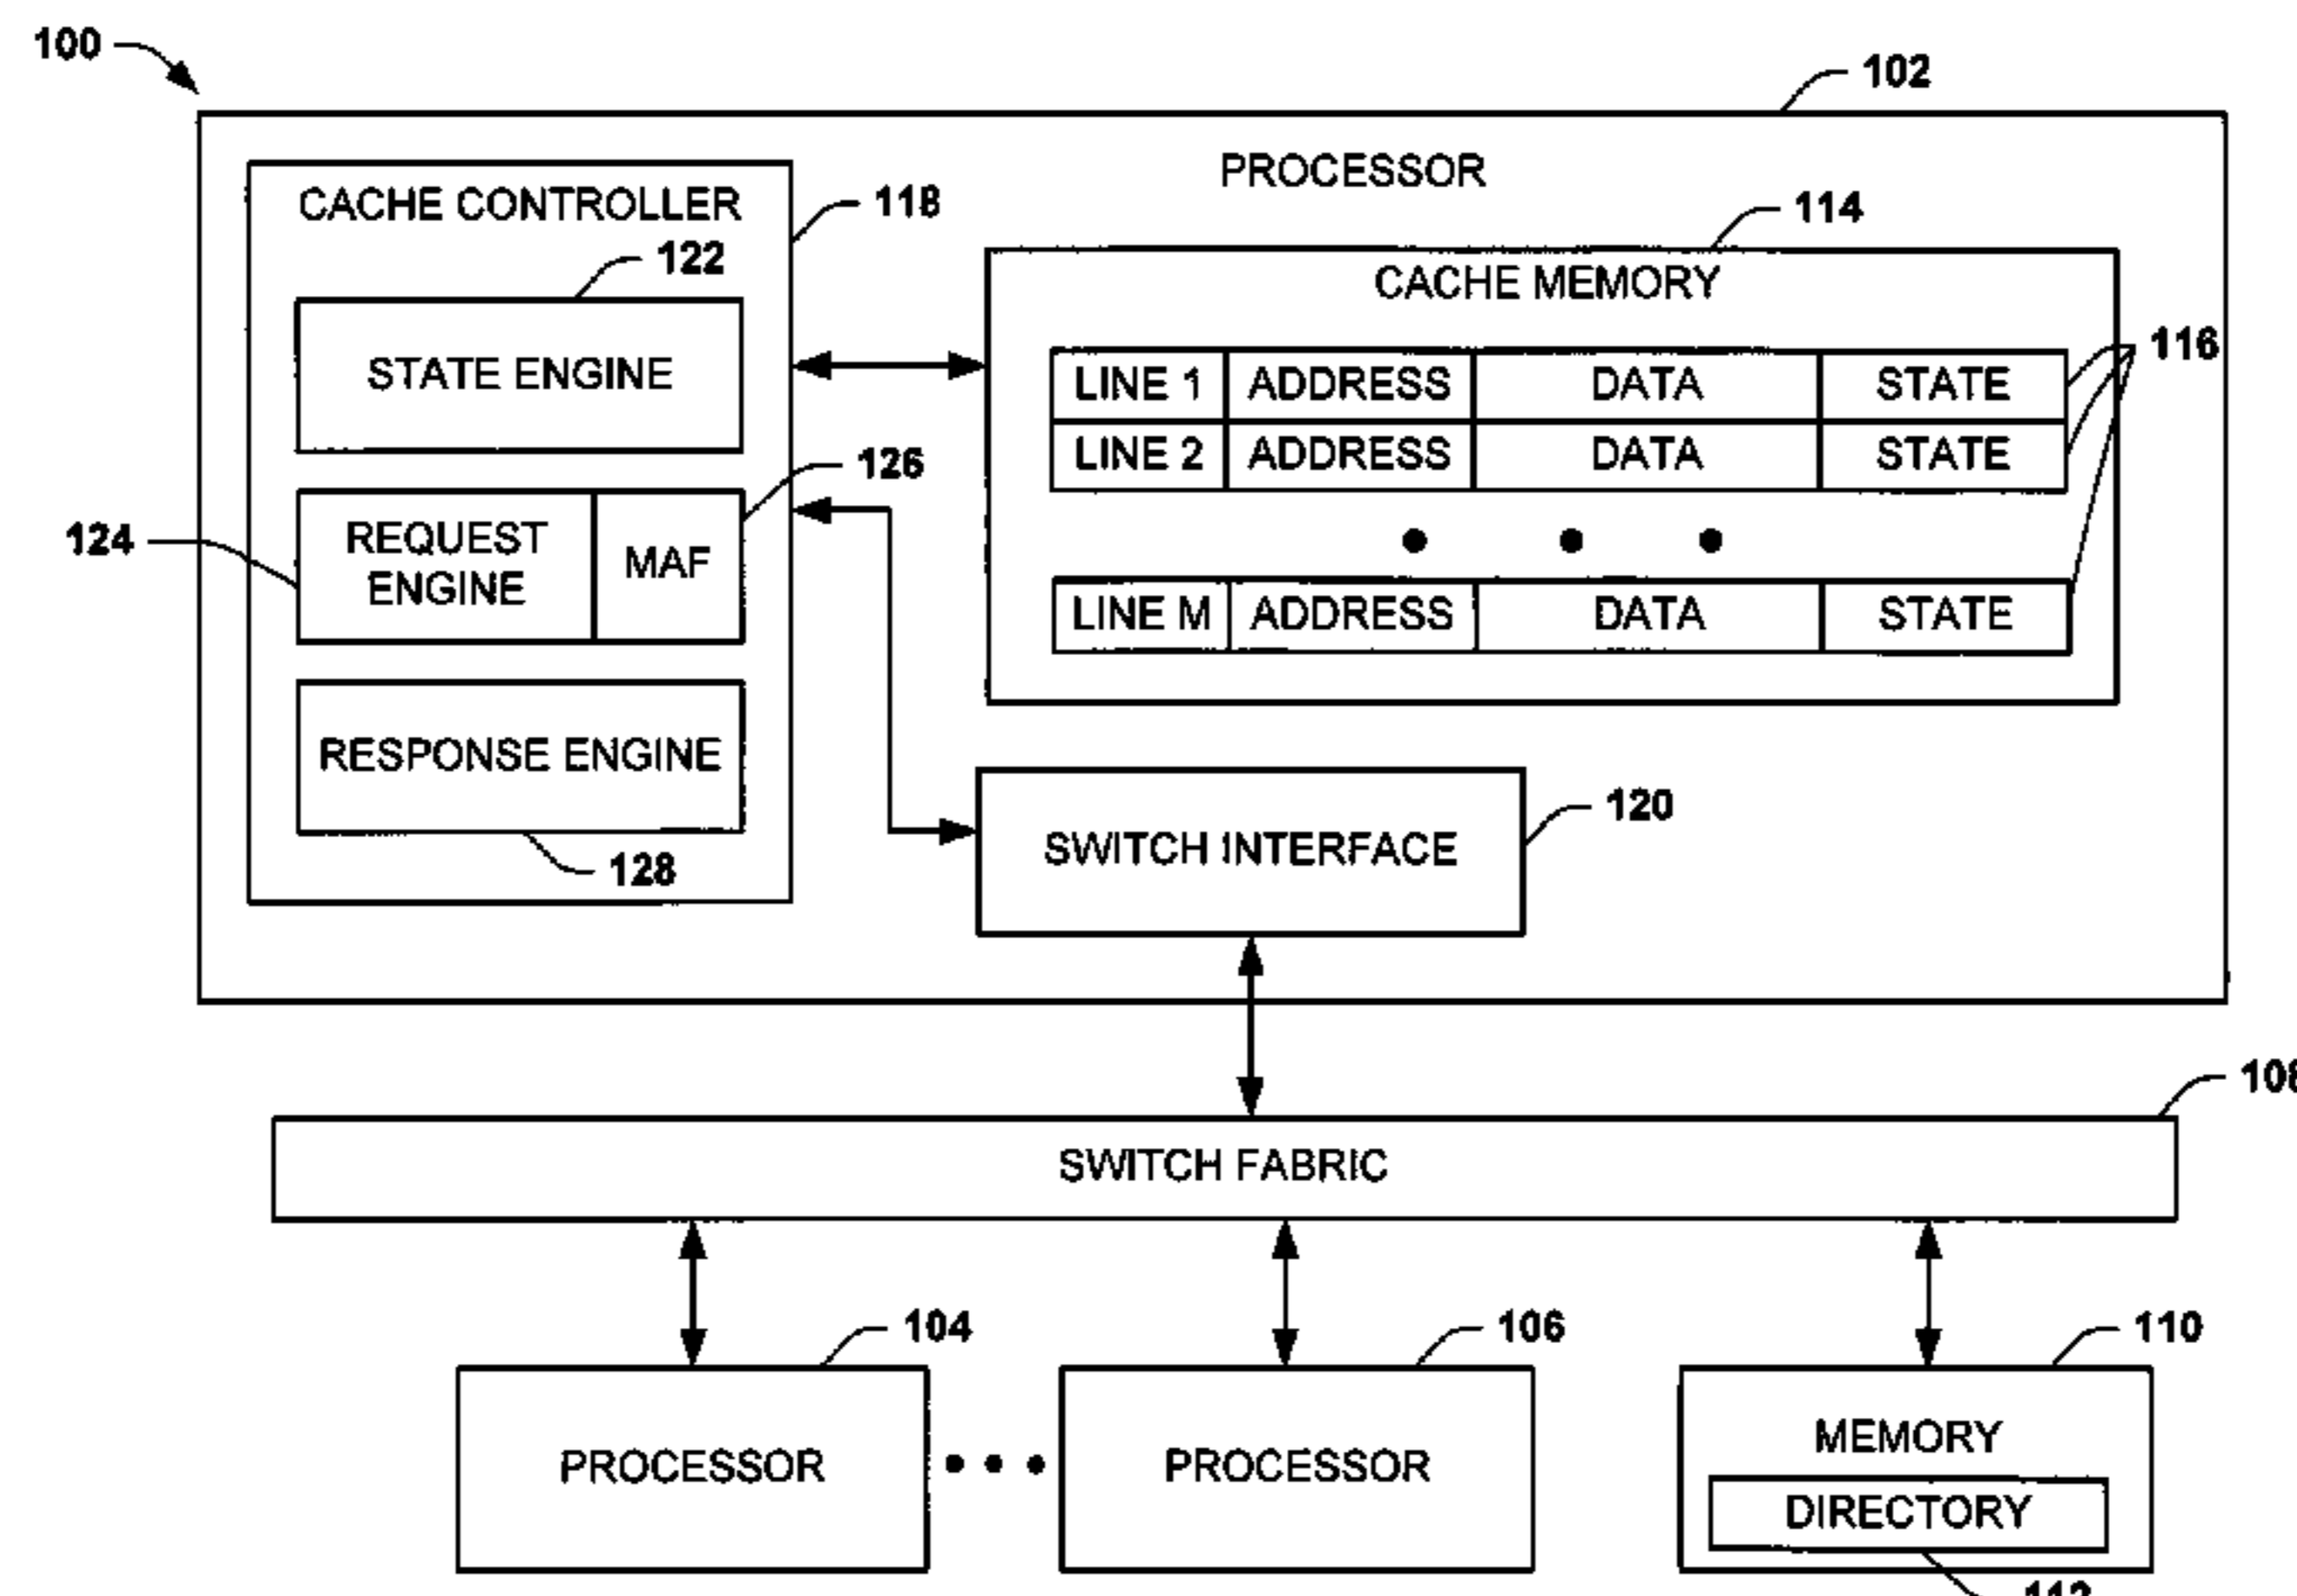 100
102
PROCESSOR
CACHE CONTROLLER
118
114
122
CACHE MEMORY
STATE ENGINE
116
LINE 1 ADDRESS DATA STATE
LINE 2 ADDRESS DATA STATE
126
124
REQUEST ENGINE
MAF
LINE M ADDRESS DATA STATE
RESPONSE ENGINE
128
120
SWITCH INTERFACE
108
SWITCH FABRIC
104
106
110
PROCESSOR
PROCESSOR
MEMORY
DIRECTORY
112